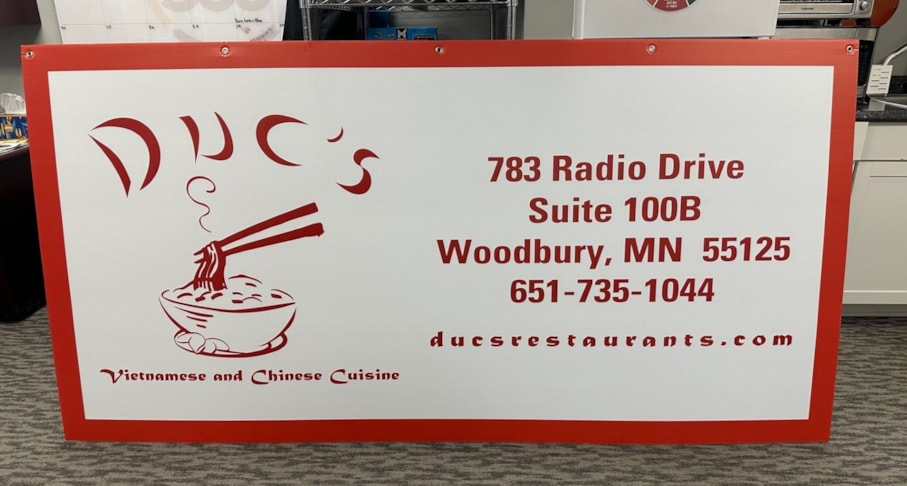 Duc's
Vietnamese and Chinese Cuisine
783 Radio Drive
Suite 100B
Woodbury, MN 55125
651-735-1044
ducsrestaurants.com